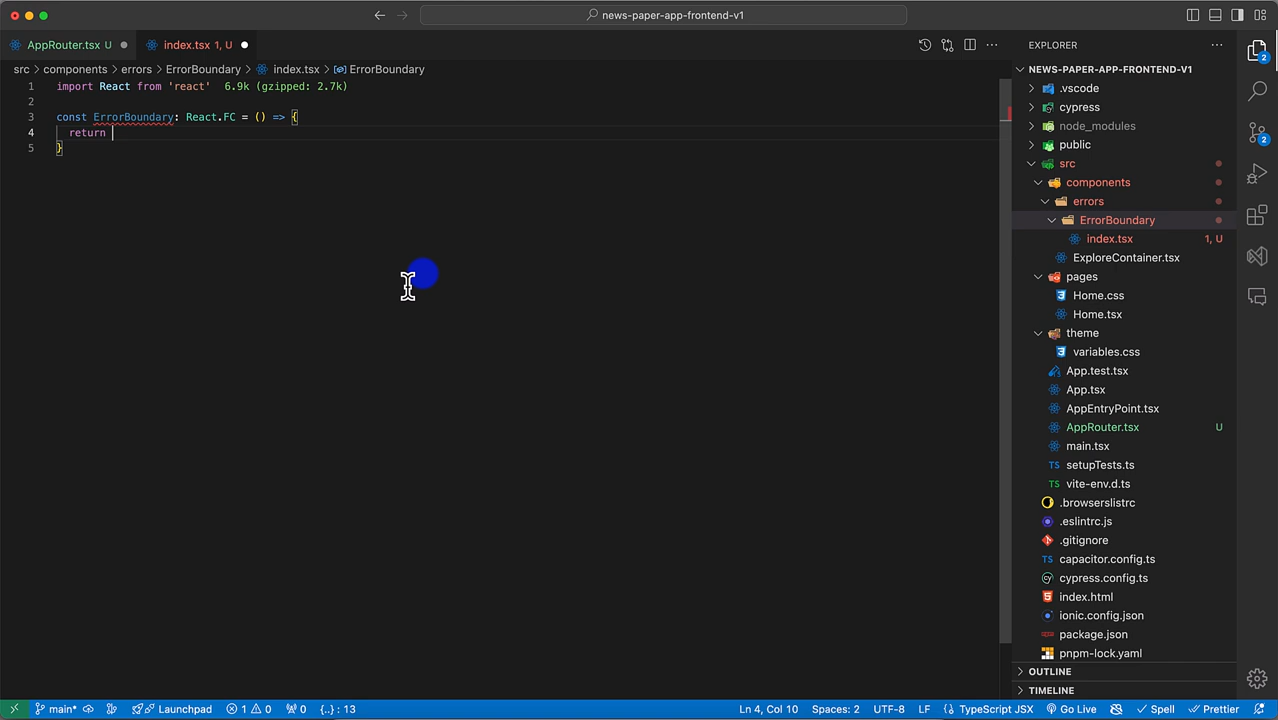 news-paper-app-frontend-v1
AppRouter.tsx U
index.tsx 1, U
EXPLORER
src > components > errors > ErrorBoundary > index.tsx > ErrorBoundary
NEWS-PAPER-APP-FRONTEND-V1
1 import React from 'react' 6.9k (gzipped: 2.7k)
2
3 const ErrorBoundary: React.FC = () => {
4 return
5 }
.vscode
cypress
node_modules
public
src
components
errors
ErrorBoundary
index.tsx 1, U
ExploreContainer.tsx
pages
Home.css
Home.tsx
theme
variables.css
App.test.tsx
App.tsx
AppEntryPoint.tsx
AppRouter.tsx U
main.tsx
TS setupTests.ts
TS vite-env.d.ts
.browserslistrc
.eslintrc.js
.gitignore
capacitor.config.ts
cypress.config.ts
index.html
ionic.config.json
package.json
pnpm-lock.yaml
OUTLINE
TIMELINE
2
2
main* Launchpad 1 0 0 {..} : 13 Ln 4, Col 10 Spaces: 2 UTF-8 LF {} TypeScript JSX Go Live Spell Prettier